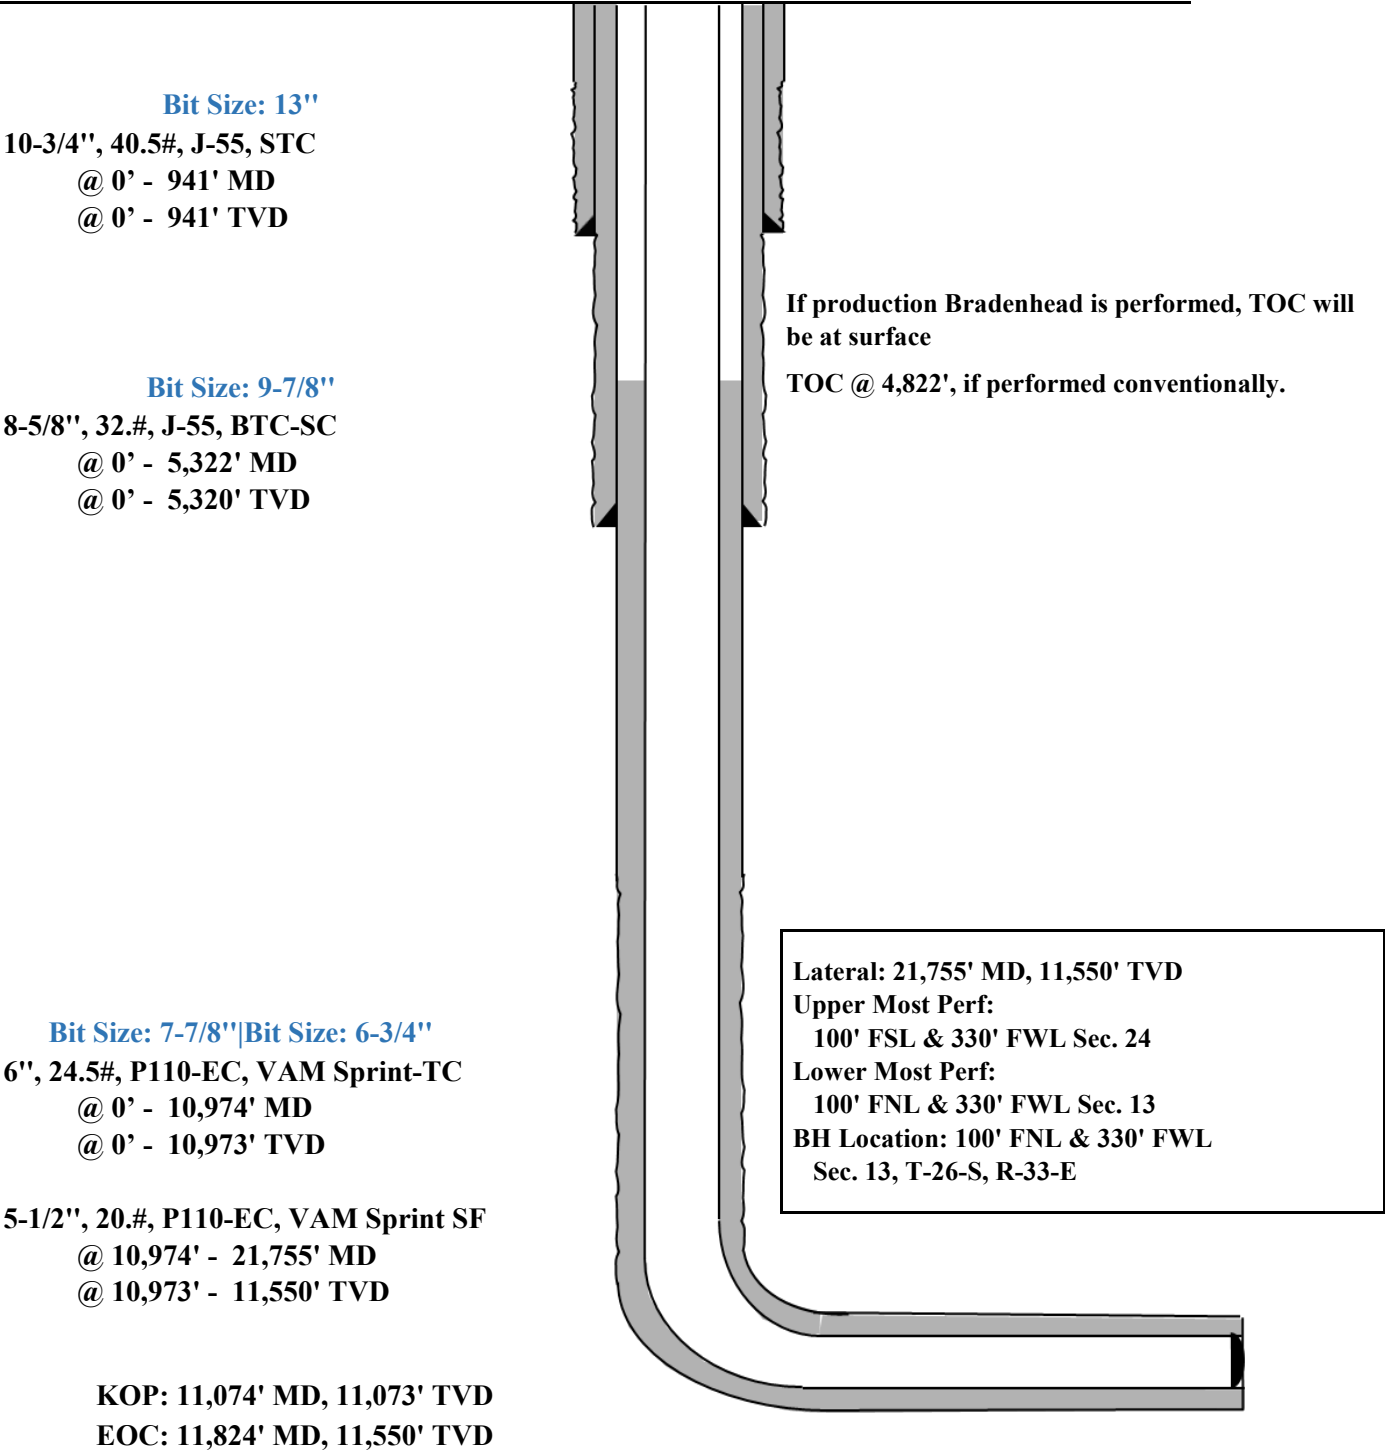 Bit Size: 13"
10-3/4", 40.5#, J-55, STC
@ 0’ - 941' MD
@ 0’ - 941' TVD
If production Bradenhead is performed, TOC will
be at surface
TOC @ 4,822', if performed conventionally.
Bit Size: 9-7/8"
8-5/8", 32.#, J-55, BTC-SC
@ 0’ - 5,322' MD
@ 0’ - 5,320' TVD
Bit Size: 7-7/8"|Bit Size: 6-3/4"
6", 24.5#, P110-EC, VAM Sprint-TC
@ 0’ - 10,974' MD
@ 0’ - 10,973' TVD
5-1/2", 20.#, P110-EC, VAM Sprint SF
@ 10,974' - 21,755' MD
@ 10,973' - 11,550' TVD
KOP: 11,074' MD, 11,073' TVD
EOC: 11,824' MD, 11,550' TVD
Lateral: 21,755' MD, 11,550' TVD
Upper Most Perf:
100' FSL & 330' FWL Sec. 24
Lower Most Perf:
100' FNL & 330' FWL Sec. 13
BH Location: 100' FNL & 330' FWL
Sec. 13, T-26-S, R-33-E